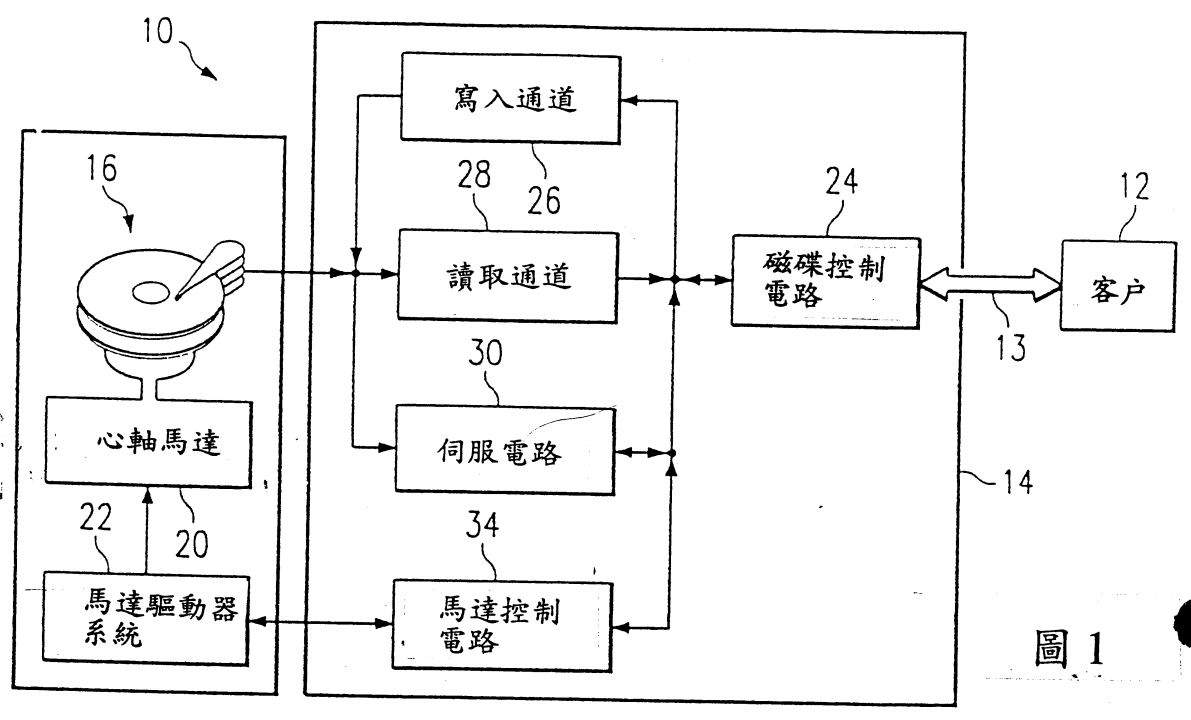 10
寫入通道
26
16
28
讀取通道
24
磁碟控制
電路
12
客户
13
30
伺服電路
心軸馬達
20
14
22
馬達驅動器
系統
34
馬達控制
電路
圖 1